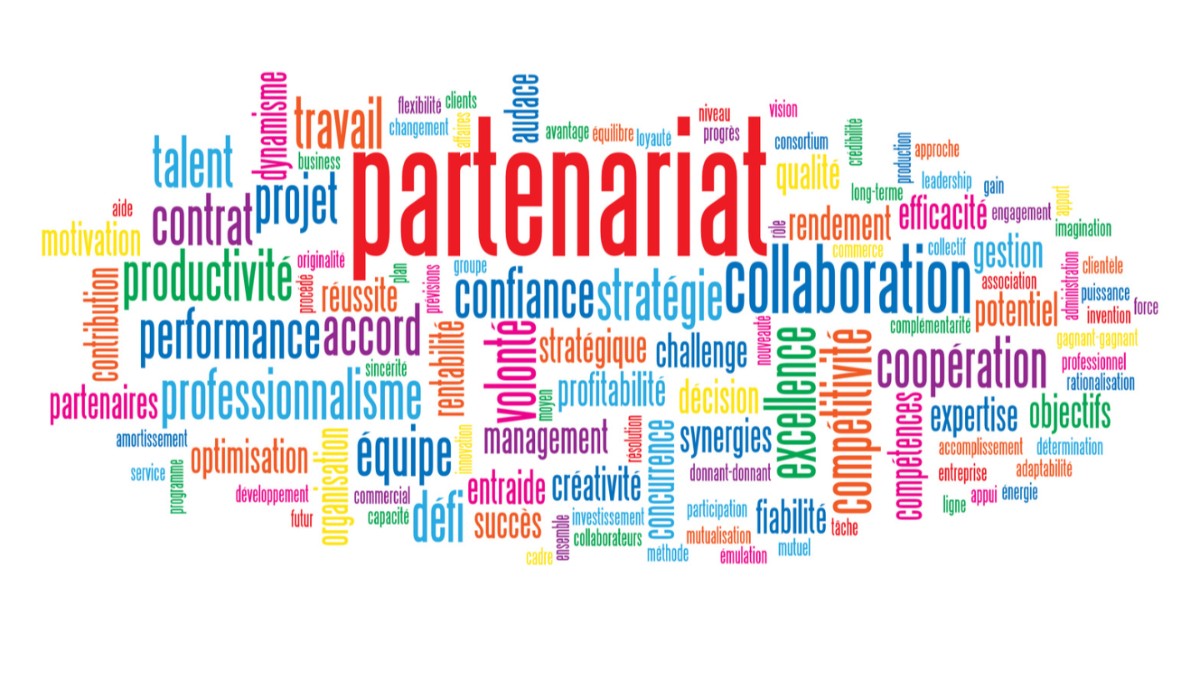 dynamisme
travail
flexibilité
clients
changement
affaires
audace
avantage
équilibre
loyauté
niveau
progrès
vision
consortium
crédibilité
production
approche
talent
business
partenariat
qualité
long-terme
leadership
gain
apport
aide
contrat
projet
rôle
rendement
efficacité
engagement
imagination
motivation
commerce
collectif
gestion
productivité
originalité
procédé
réussite
plan
prévisions
groupe
confiance
stratégie
collaboration
association
administration
clientèle
puissance
contribution
potentiel
invention
force
performance
accord
rentabilité
volonté
stratégique
challenge
nouveauté
excellence
compétitivité
complémentarité
gagnant-gagnant
sincérité
coopération
professionnel
rationalisation
partenaires
professionnalisme
moyen
profitabilité
décision
compétences
expertise
objectifs
amortissement
équipe
innovation
management
résolution
concurrence
synergies
accomplissement
détermination
service
programme
optimisation
organisation
donnant-donnant
entreprise
adaptabilité
développement
commercial
entraide
créativité
appui
énergie
ligne
futur
capacité
défi
succès
ensemble
investissement
participation
fiabilité
tâche
collaborateurs
mutualisation
cadre
méthode
émulation
mutuel